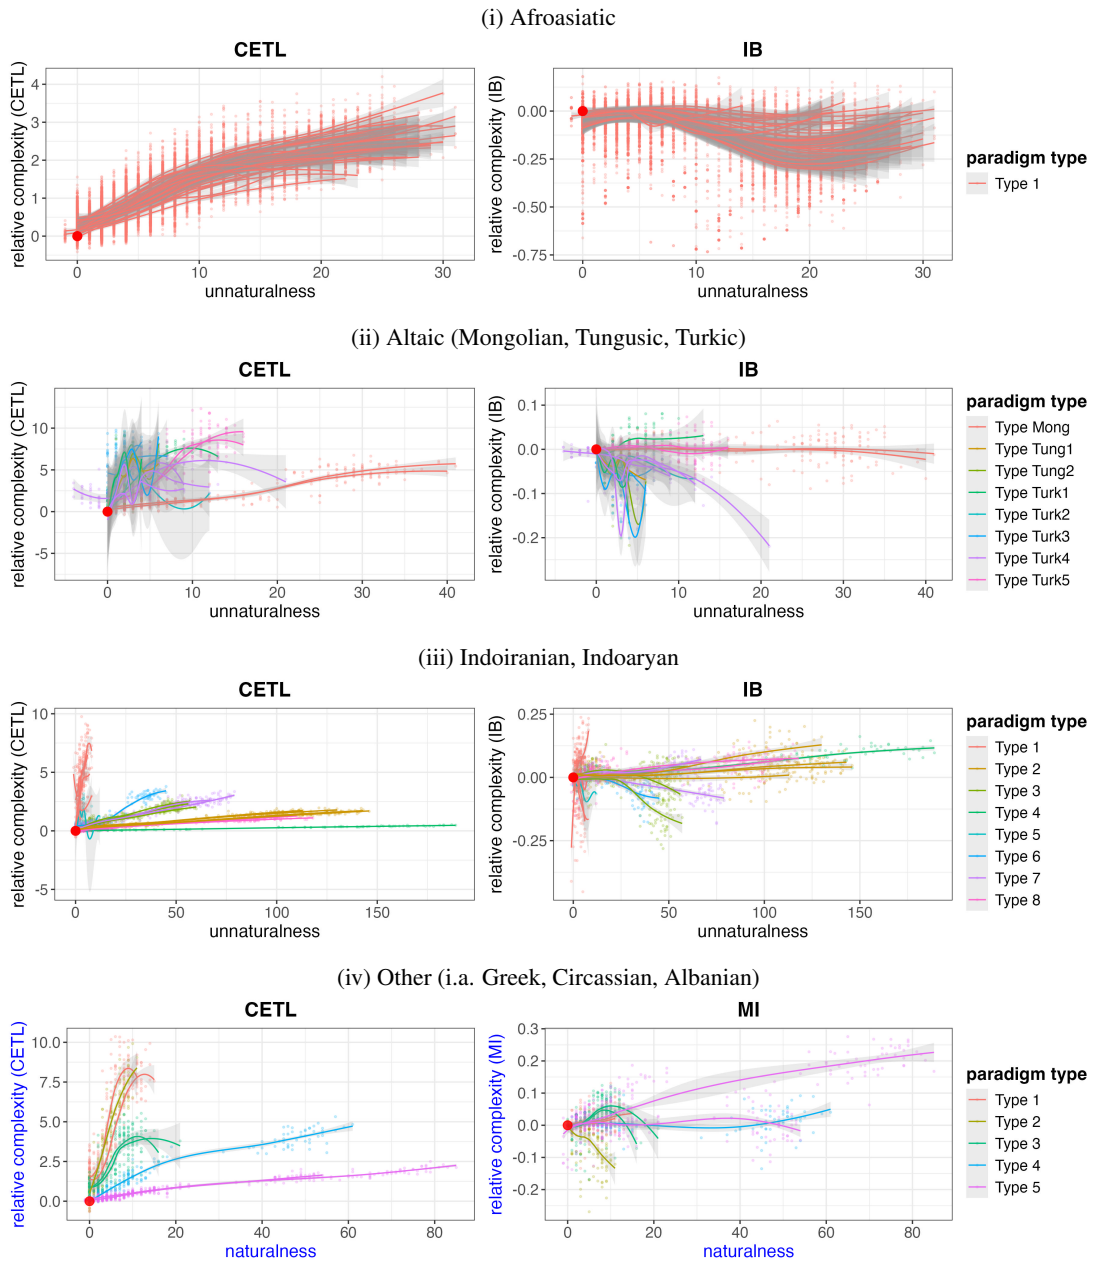 (i) Afroasiatic
CETL
IB
relative complexity (CETL)
4
3
2
1
0
0 10 20 30
unnaturalness
relative complexity (IB)
0.00
-0.25
-0.50
-0.75
0 10 20 30
unnaturalness
paradigm type
Type 1
(ii) Altaic (Mongolian, Tungusic, Turkic)
CETL
IB
relative complexity (CETL)
10
5
0
-5
0 10 20 30 40
unnaturalness
relative complexity (IB)
0.1
0.0
-0.1
-0.2
0 10 20 30 40
unnaturalness
paradigm type
Type Mong
Type Tung1
Type Tung2
Type Turk1
Type Turk2
Type Turk3
Type Turk4
Type Turk5
(iii) Indoiranian, Indoaryan
CETL
IB
relative complexity (CETL)
10
5
0
-5
0 50 100 150
unnaturalness
relative complexity (IB)
0.25
0.00
-0.25
0 50 100 150
unnaturalness
paradigm type
Type 1
Type 2
Type 3
Type 4
Type 5
Type 6
Type 7
Type 8
(iv) Other (i.a. Greek, Circassian, Albanian)
CETL
MI
relative complexity (CETL)
10.0
7.5
5.0
2.5
0.0
0 20 40 60 80
naturalness
relative complexity (MI)
0.3
0.2
0.1
0.0
-0.1
-0.2
0 20 40 60 80
naturalness
paradigm type
Type 1
Type 2
Type 3
Type 4
Type 5